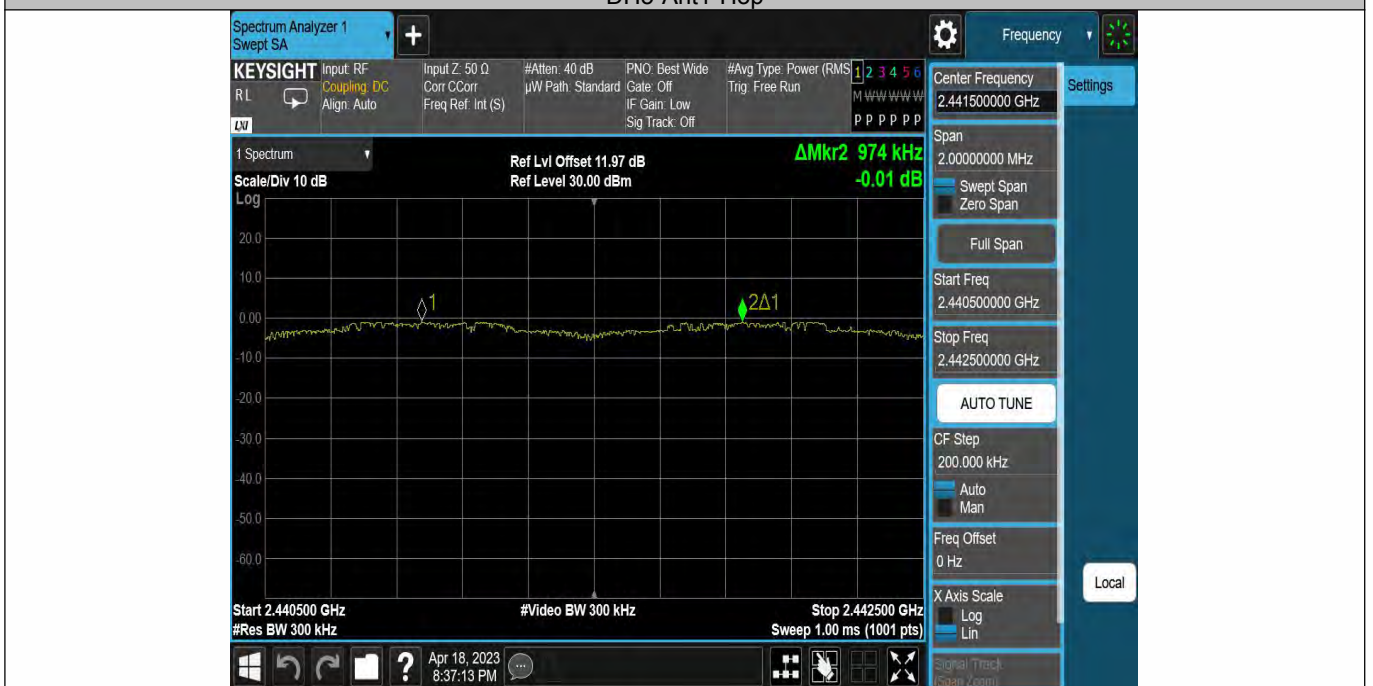 DH5-Ant1-Hop
Spectrum Analyzer 1
Swept SA
Frequency
KEYSIGHT
RL
LXI
Input: RF
Coupling: DC
Align: Auto
Input Z: 50 Ω
Corr CCorr
Freq Ref: Int (S)
#Atten: 40 dB
µW Path: Standard
PNO: Best Wide
Gate: Off
IF Gain: Low
Sig Track: Off
#Avg Type: Power (RMS
Trig: Free Run
1 2 3 4 5 6
M W W W W W
P P P P P P
1 Spectrum
Scale/Div 10 dB
Log
Ref Lvl Offset 11.97 dB
Ref Level 30.00 dBm
ΔMkr2 974 kHz
-0.01 dB
20.0
10.0
0.00
-10.0
-20.0
-30.0
-40.0
-50.0
-60.0
1
2Δ1
Start 2.440500 GHz
#Res BW 300 kHz
#Video BW 300 kHz
Stop 2.442500 GHz
Sweep 1.00 ms (1001 pts)
Center Frequency
2.441500000 GHz
Settings
Span
2.00000000 MHz
Swept Span
Zero Span
Full Span
Start Freq
2.440500000 GHz
Stop Freq
2.442500000 GHz
AUTO TUNE
CF Step
200.000 kHz
Auto
Man
Freq Offset
0 Hz
X Axis Scale
Log
Lin
Signal Track
(Span Zoom)
Local
Apr 18, 2023
8:37:13 PM